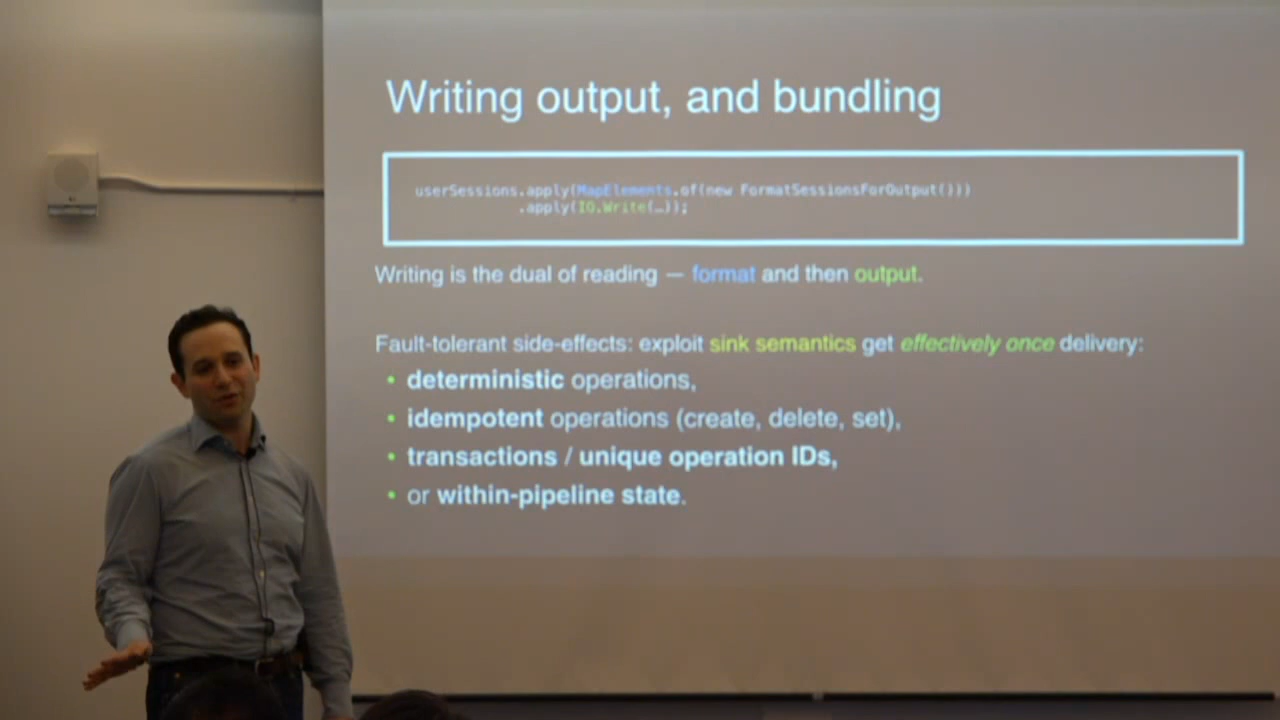 Writing output, and bundling
userSessions.apply(MapElements.of(new FormatSessionsForOutput()))
.apply(IO.Write(…));
Writing is the dual of reading — format and then output.
Fault-tolerant side-effects: exploit sink semantics get effectively once delivery:
• deterministic operations,
• idempotent operations (create, delete, set),
• transactions / unique operation IDs,
• or within-pipeline state.